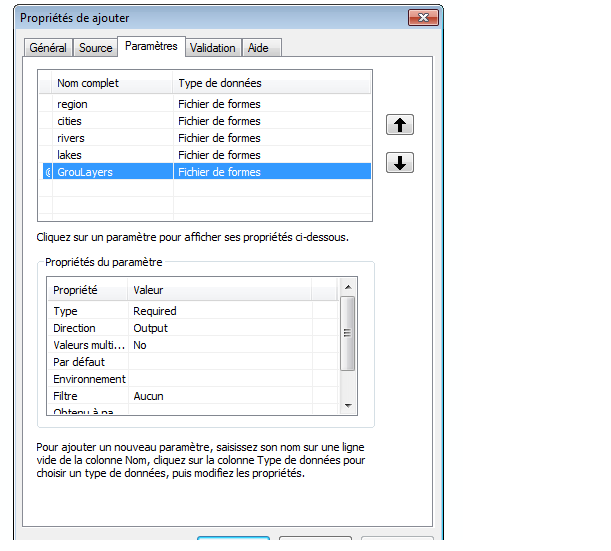 Propriétés de ajouter
Général Source Paramètres Validation Aide
Nom complet Type de données
region Fichier de formes
cities Fichier de formes
rivers Fichier de formes
lakes Fichier de formes
GrouLayers Fichier de formes
Cliquez sur un paramètre pour afficher ses propriétés ci-dessous.
Propriétés du paramètre
Propriété Valeur
Type Required
Direction Output
Valeurs multi... No
Par défaut
Environnement
Filtre Aucun
Obtenu à pa...
Pour ajouter un nouveau paramètre, saisissez son nom sur une ligne
vide de la colonne Nom, cliquez sur la colonne Type de données pour
choisir un type de données, puis modifiez les propriétés.